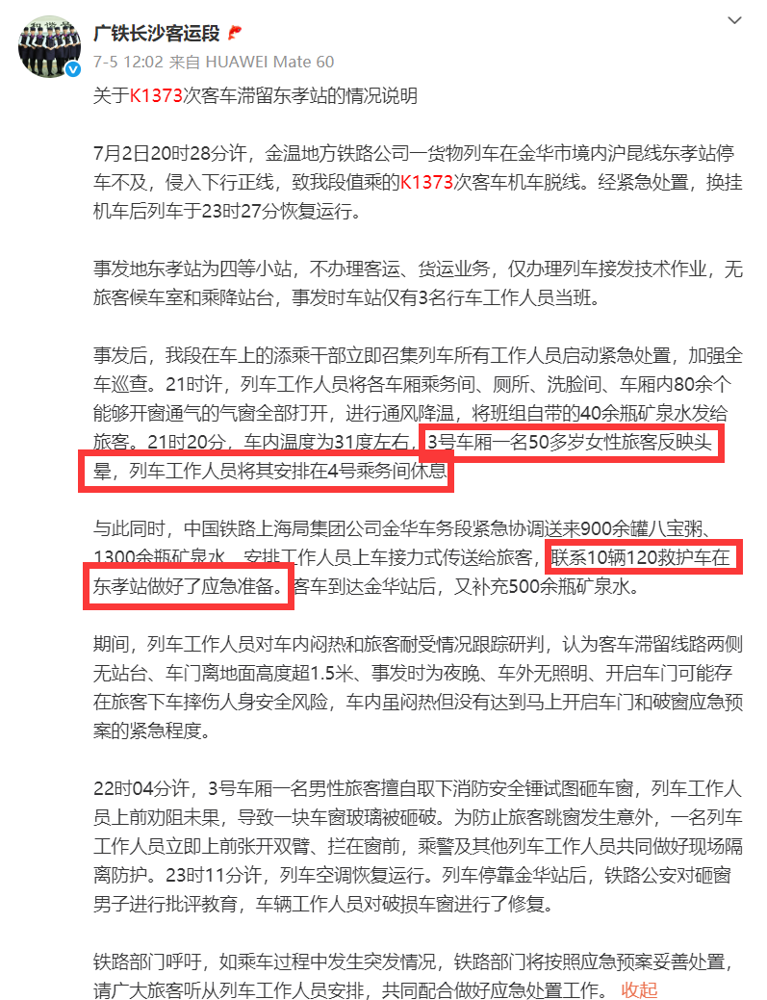 广铁长沙客运段
7-5 12:02 来自 HUAWEI Mate 60
关于K1373次客车滞留东孝站的情况说明
7月2日20时28分许，金温地方铁路公司一货物列车在金华市境内沪昆线东孝站停
车不及，侵入下行正线，致我段值乘的K1373次客车机车脱线。经紧急处置，换挂
机车后列车于23时27分恢复运行。
事发地东孝站为四等小站，不办理客运、货运业务，仅办理列车接发技术作业，无
旅客候车室和乘降站台，事发时车站仅有3名行车工作人员当班。
事发后，我段在车上的添乘干部立即召集列车所有工作人员启动紧急处置，加强全
车巡查。21时许，列车工作人员将各车厢乘务间、厕所、洗脸间、车厢内80余个
能够开窗通气的气窗全部打开，进行通风降温，将班组自带的40余瓶矿泉水发给
旅客。21时20分，车内温度为31度左右，3号车厢一名50多岁女性旅客反映头
晕，列车工作人员将其安排在4号乘务间休息
与此同时，中国铁路上海局集团公司金华车务段紧急协调送来900余罐八宝粥、
1300余瓶矿泉水，安排工作人员上车接力式传送给旅客，联系10辆120救护车在
东孝站做好了应急准备。客车到达金华站后，又补充500余瓶矿泉水。
期间，列车工作人员对车内闷热和旅客耐受情况跟踪研判，认为客车滞留线路两侧
无站台、车门离地面高度超1.5米、事发时为夜晚、车外无照明、开启车门可能存
在旅客下车摔伤人身安全风险，车内虽闷热但没有达到马上开启车门和破窗应急预
案的紧急程度。
22时04分许，3号车厢一名男性旅客擅自取下消防安全锤试图砸车窗，列车工作人
员上前劝阻未果，导致一块车窗玻璃被砸破。为防止旅客跳窗发生意外，一名列车
工作人员立即上前张开双臂、拦在窗前，乘警及其他列车工作人员共同做好现场隔
离防护。23时11分许，列车空调恢复运行。列车停靠金华站后，铁路公安对砸窗
男子进行批评教育，车辆工作人员对破损车窗进行了修复。
铁路部门呼吁，如乘车过程中发生突发情况，铁路部门将按照应急预案妥善处置，
请广大旅客听从列车工作人员安排，共同配合做好应急处置工作。 收起